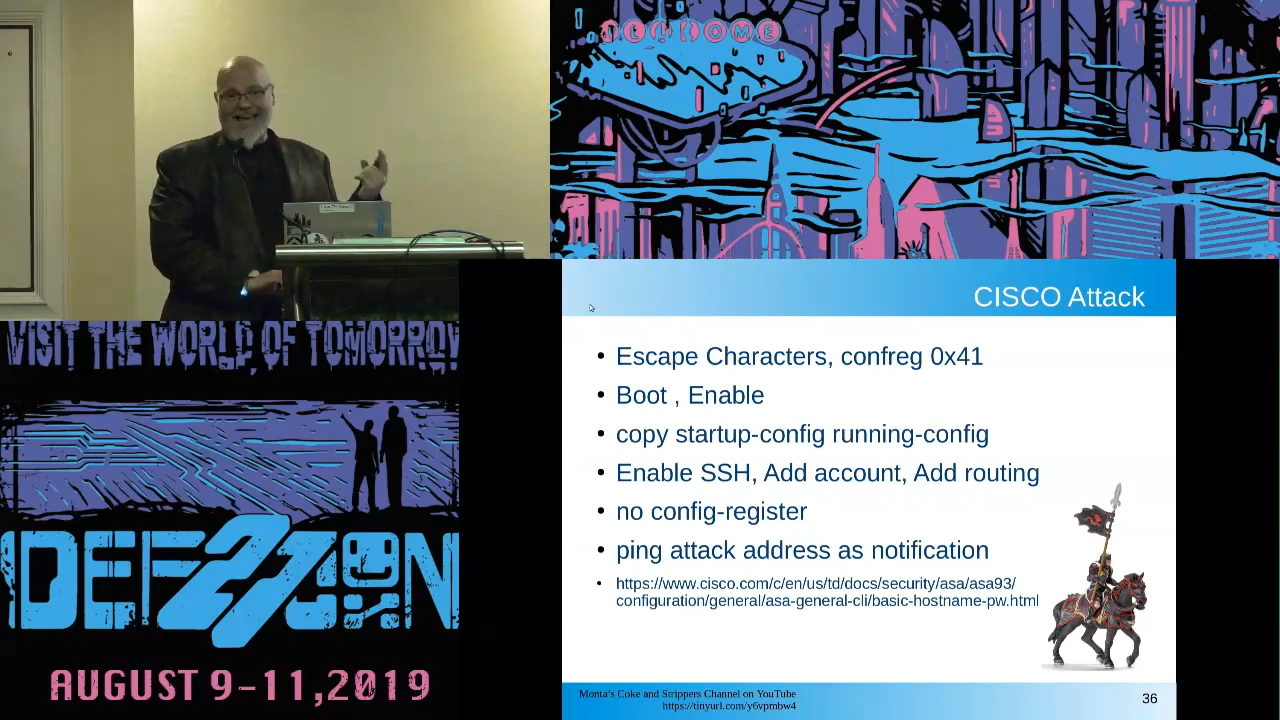 WELCOME
CISCO Attack
• Escape Characters, confreg 0x41
• Boot , Enable
• copy startup-config running-config
• Enable SSH, Add account, Add routing
• no config-register
• ping attack address as notification
• https://www.cisco.com/c/en/us/td/docs/security/asa/asa93/
configuration/general/asa-general-cli/basic-hostname-pw.html
Monta's Coke and Strippers Channel on YouTube
https://tinyurl.com/y6vpmbw4
36
VISIT THE WORLD OF TOMORROW
DEF 27 CON
AUGUST 9-11,2019